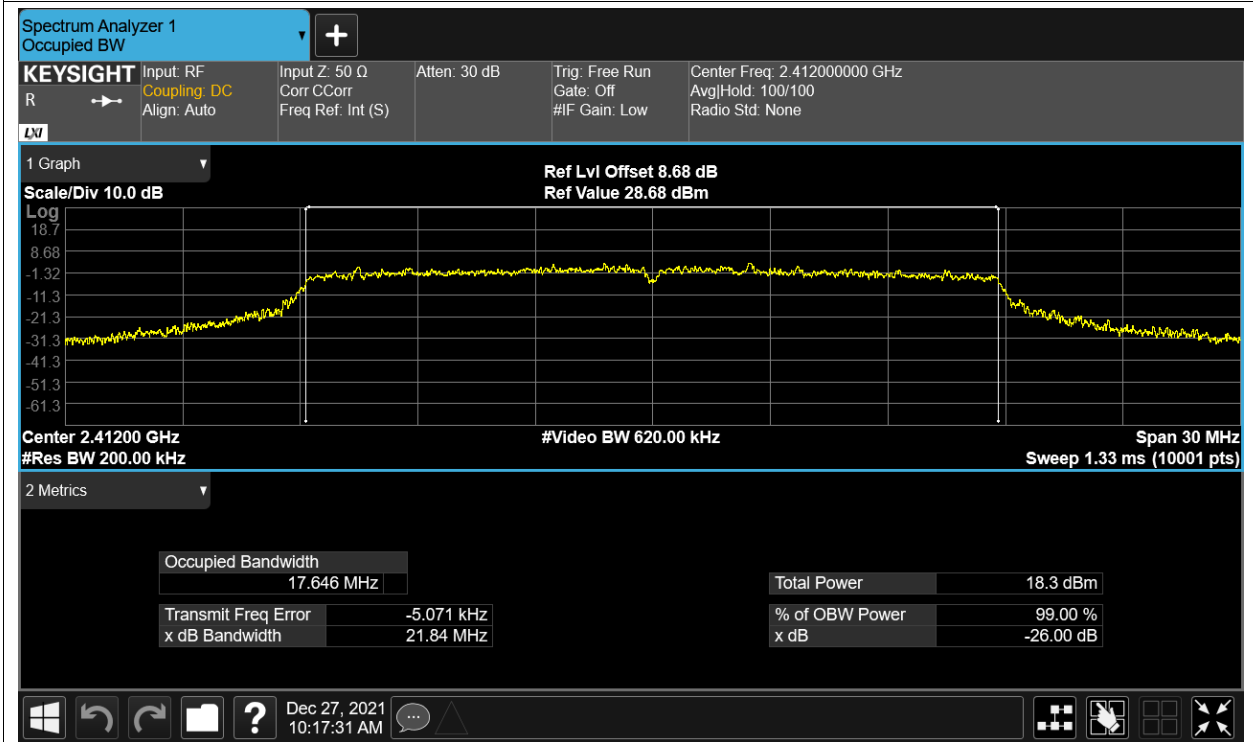 Spectrum Analyzer 1
Occupied BW
KEYSIGHT
R
LXI
Input: RF
Coupling: DC
Align: Auto
Input Z: 50 Ω
Corr CCorr
Freq Ref: Int (S)
Atten: 30 dB
Trig: Free Run
Gate: Off
#IF Gain: Low
Center Freq: 2.412000000 GHz
Avg|Hold: 100/100
Radio Std: None
1 Graph
Scale/Div 10.0 dB
Ref Lvl Offset 8.68 dB
Ref Value 28.68 dBm
Log
18.7
8.68
-1.32
-11.3
-21.3
-31.3
-41.3
-51.3
-61.3
Center 2.41200 GHz
#Res BW 200.00 kHz
#Video BW 620.00 kHz
Span 30 MHz
Sweep 1.33 ms (10001 pts)
2 Metrics
Occupied Bandwidth
17.646 MHz
Transmit Freq Error -5.071 kHz
x dB Bandwidth 21.84 MHz
Total Power 18.3 dBm
% of OBW Power 99.00 %
x dB -26.00 dB
?
Dec 27, 2021
10:17:31 AM